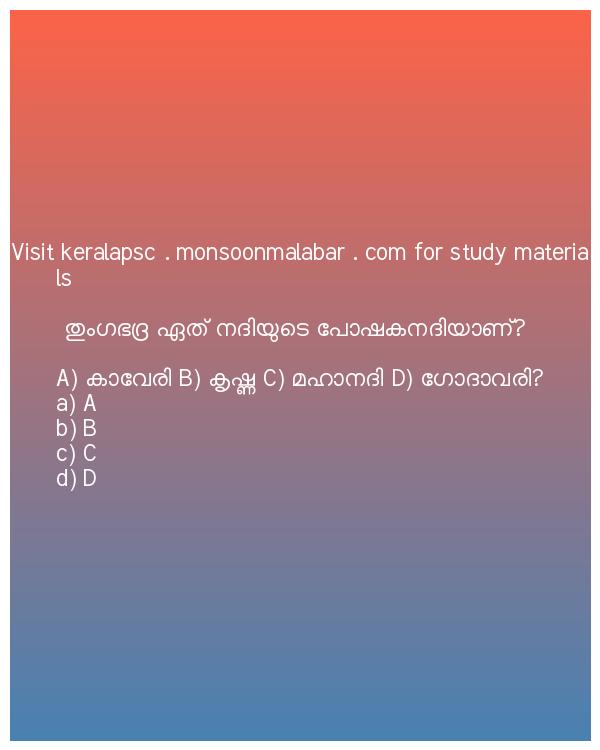 Visit keralapsc . monsoonmalabar . com for study materia
ls
തുംഗഭദ്ര ഏത് നദിയുടെ പോഷകനദിയാണ്?
A) കാവേരി B) കൃഷ്ണ C) മഹാനദി D) ഗോദാവരി?
a) A
b) B
c) C
d) D